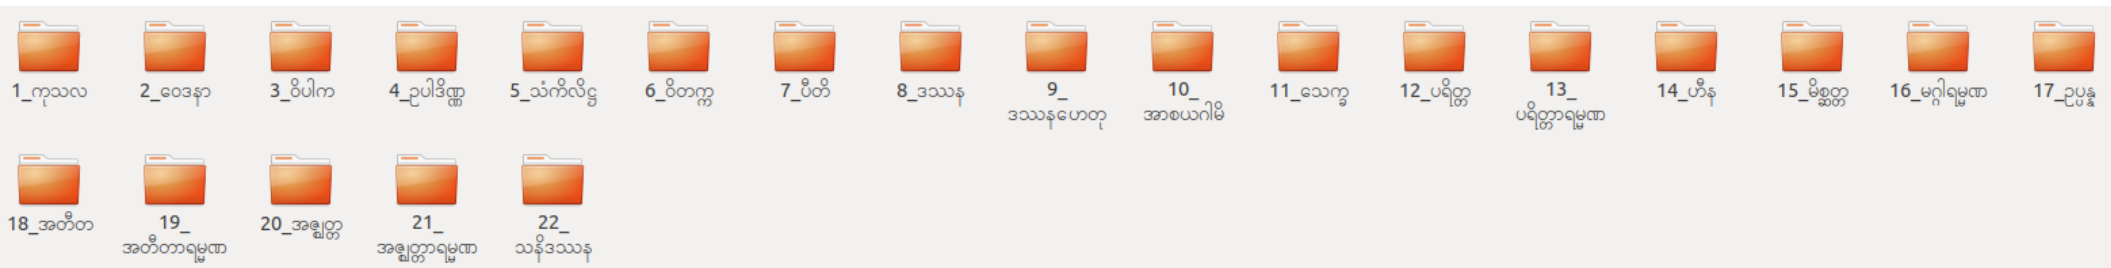 1_ကုသလ
2_ဝေဒနာ
3_ဝိပါက
4_ဥပါဒိဏ္ဏ
5_သံကိလိဋ္ဌ
6_ဝိတက္က
7_ပီတိ
8_ဒဿန
9_
ဒဿနဟေတု
10_
အာစယဂါမိ
11_သေက္ခ
12_ပရိတ္တ
13_
ပရိတ္တာရမ္မဏ
14_ဟီန
15_မိစ္ဆတ္တ
16_မဂ္ဂါရမ္မဏ
17_ဥပ္ပန္န
18_အတီတ
19_
အတီတာရမ္မဏ
20_အဇ္ဈတ္တ
21_
အဇ္ဈတ္တာရမ္မဏ
22_
သနိဒဿန